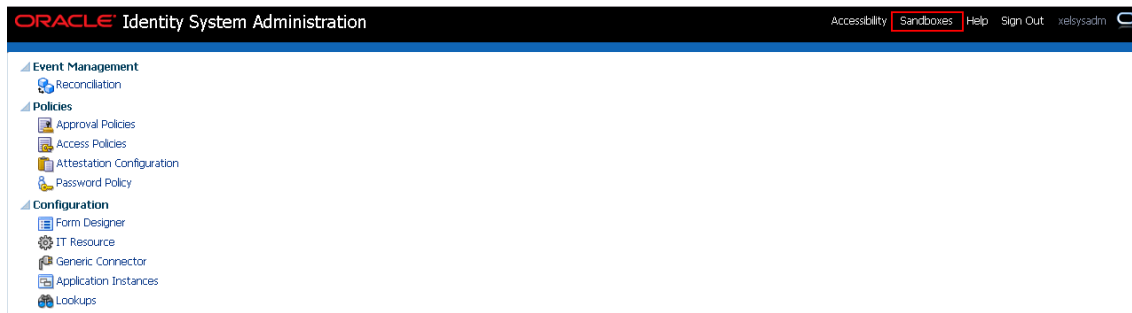 ORACLE Identity System Administration Accessibility Sandboxes Help Sign Out xelsysadm
Event Management
Reconciliation
Policies
Approval Policies
Access Policies
Attestation Configuration
Password Policy
Configuration
Form Designer
IT Resource
Generic Connector
Application Instances
Lookups